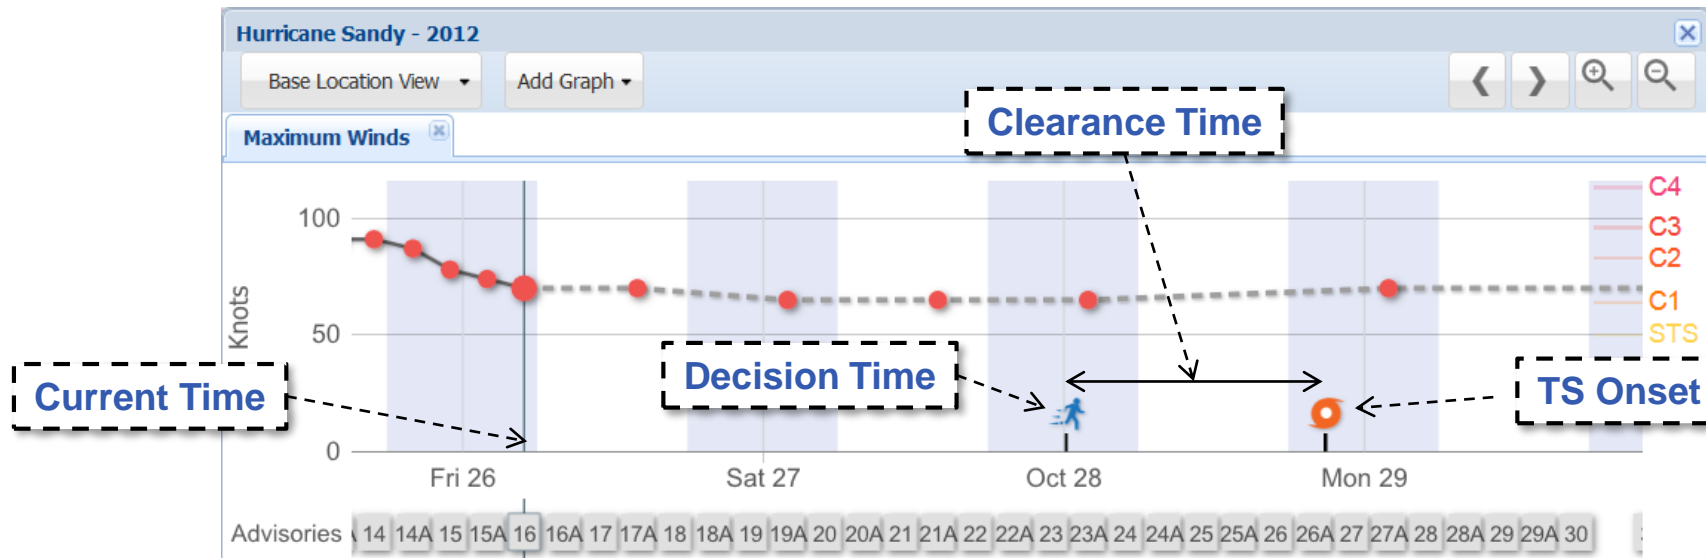 Hurricane Sandy - 2012
Base Location View
Add Graph
Maximum Winds
Clearance Time
100
50
0
Knots
C4
C3
C2
C1
STS
Decision Time
Current Time
TS Onset
Fri 26
Sat 27
Oct 28
Mon 29
Advisories 14 14A 15 15A 16 16A 17 17A 18 18A 19 19A 20 20A 21 21A 22 22A 23 23A 24 24A 25 25A 26 26A 27 27A 28 28A 29 29A 30